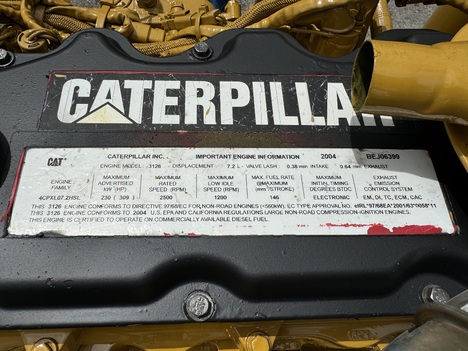 CATERPILLAR
CAT CATERPILLAR INC. IMPORTANT ENGINE INFORMATION 2004 BEJ06399
ENGINE MODEL 3126 DISPLACEMENT 7.2 L VALVE LASH 0.38 mm INTAKE 0.64 mm EXHAUST
ENGINE FAMILY MAXIMUM ADVERTISED kW (HP) MAXIMUM RATED SPEED (RPM) MAXIMUM LOW IDLE SPEED (RPM) MAX. FUEL RATE @MAXIMUM (mm³/STROKE) MAXIMUM INITIAL TIMING DEGREES BTDC EXHAUST EMISSION CONTROL SYSTEM
4CPXL07.2HSL 230 ( 309 ) 2500 1200 146 ELECTRONIC EM, DI, TC, ECM, CAC
THIS 3126 ENGINE CONFORMS TO DIRECTIVE 97/68/EC FOR NON-ROAD ENGINES (<560kW). EC TYPE APPROVAL NO.
THIS ENGINE CONFORMS TO 2004 U.S. EPA AND CALIFORNIA REGULATIONS LARGE NON-ROAD COMPRESSION-IGNITION ENGINES.
THIS ENGINE IS CERTIFIED TO OPERATE ON COMMERCIALLY AVAILABLE DIESEL FUEL.